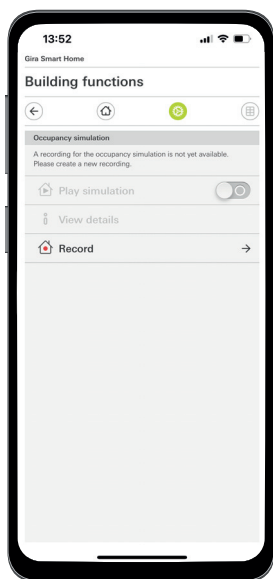 13:52
Gira Smart Home
Building functions
Occupancy simulation
A recording for the occupancy simulation is not yet available.
Please create a new recording.
Play simulation
View details
Record